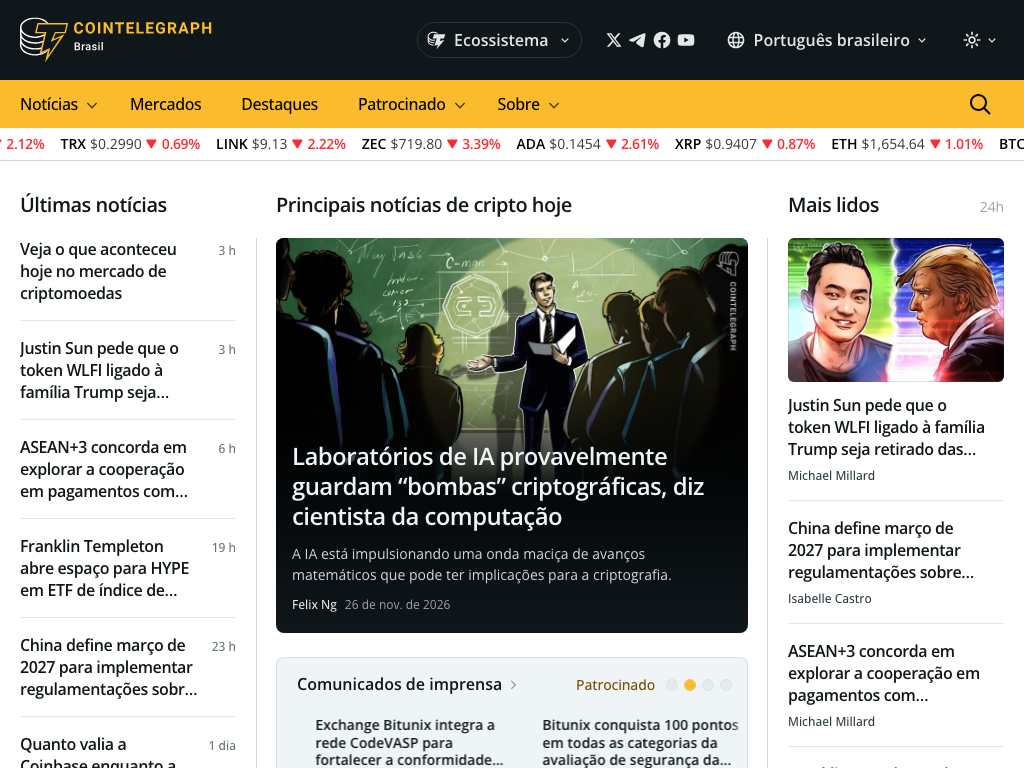 COINTELEGRAPH
Brasil
Ecossistema
Português brasileiro
Notícias
Mercados
Destaques
Patrocinado
Sobre
2.12% TRX $0.2990 ▼ 0.69% LINK $9.13 ▼ 2.22% ZEC $719.80 ▼ 3.39% ADA $0.1454 ▼ 2.61% XRP $0.9407 ▼ 0.87% ETH $1,654.64 ▼ 1.01% BTC
Últimas notícias
Veja o que aconteceu
hoje no mercado de
criptomoedas
3 h
Justin Sun pede que o
token WLFI ligado à
família Trump seja...
3 h
ASEAN+3 concorda em
explorar a cooperação
em pagamentos com...
6 h
Franklin Templeton
abre espaço para HYPE
em ETF de índice de...
19 h
China define março de
2027 para implementar
regulamentações sobr...
23 h
Quanto valia a
Coinbase enquanto a
1 dia
Principais notícias de cripto hoje
COINTELEGRAPH
Laboratórios de IA provavelmente
guardam “bombas” criptográficas, diz
cientista da computação
A IA está impulsionando uma onda maciça de avanços
matemáticos que pode ter implicações para a criptografia.
Felix Ng 26 de nov. de 2026
Comunicados de imprensa
Patrocinado
Exchange Bitunix integra a
rede CodeVASP para
fortalecer a conformidade...
Bitunix conquista 100 pontos
em todas as categorias da
avaliação de segurança da...
Mais lidos
24h
Justin Sun pede que o
token WLFI ligado à família
Trump seja retirado das...
Michael Millard
China define março de
2027 para implementar
regulamentações sobre...
Isabelle Castro
ASEAN+3 concorda em
explorar a cooperação em
pagamentos com...
Michael Millard